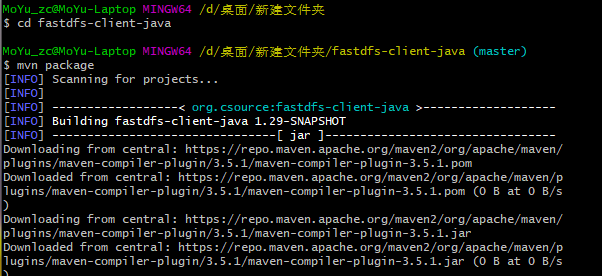 MoYu_zc@MoYu-Laptop MINGW64 /d/桌面/新建文件夹
$ cd fastdfs-client-java
MoYu_zc@MoYu-Laptop MINGW64 /d/桌面/新建文件夹/fastdfs-client-java (master)
$ mvn package
[INFO] Scanning for projects...
[INFO]
[INFO] -------------------< org.csource:fastdfs-client-java >--------------------
[INFO] Building fastdfs-client-java 1.29-SNAPSHOT
[INFO] --------------------------------[ jar ]---------------------------------
Downloading from central: https://repo.maven.apache.org/maven2/org/apache/maven/
plugins/maven-compiler-plugin/3.5.1/maven-compiler-plugin-3.5.1.pom
Downloaded from central: https://repo.maven.apache.org/maven2/org/apache/maven/p
lugins/maven-compiler-plugin/3.5.1/maven-compiler-plugin-3.5.1.pom (0 B at 0 B/s
)
Downloading from central: https://repo.maven.apache.org/maven2/org/apache/maven/
plugins/maven-compiler-plugin/3.5.1/maven-compiler-plugin-3.5.1.jar
Downloaded from central: https://repo.maven.apache.org/maven2/org/apache/maven/p
lugins/maven-compiler-plugin/3.5.1/maven-compiler-plugin-3.5.1.jar (0 B at 0 B/s
)